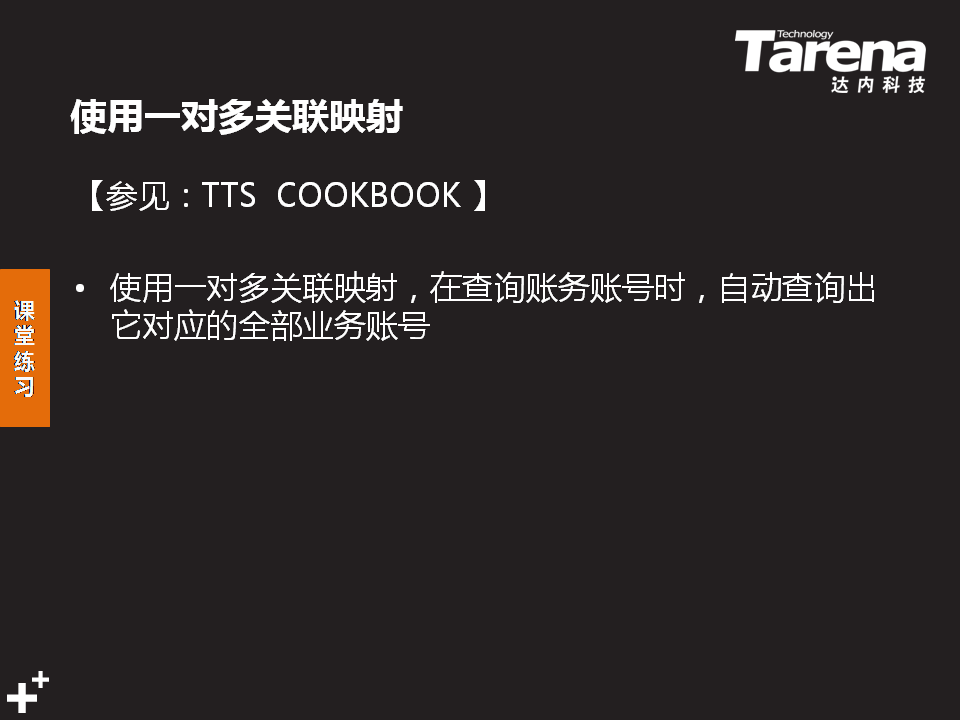 Technology
Tarena
达内科技
使用一对多关联映射
【参见：TTS COOKBOOK 】
• 使用一对多关联映射，在查询账务账号时，自动查询出
它对应的全部业务账号
课
堂
练
习